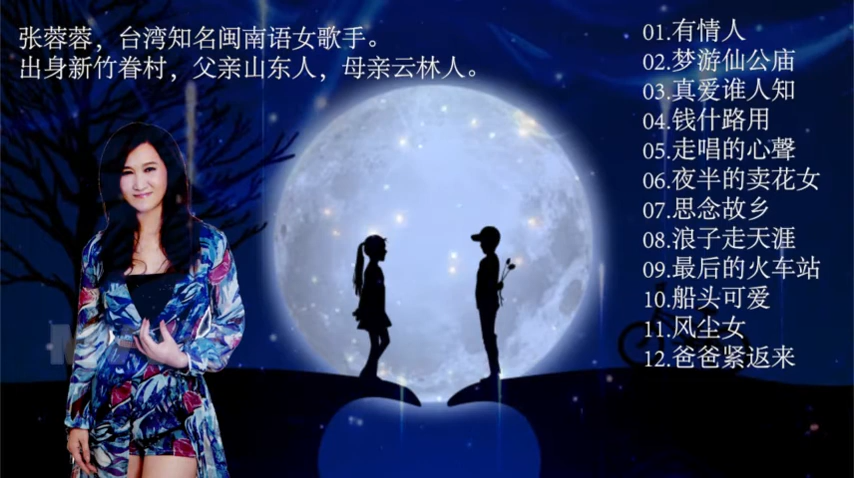 张蓉蓉，台湾知名闽南语女歌手。
出身新竹眷村，父亲山东人，母亲云林人。
01.有情人
02.梦游仙公庙
03.真爱谁人知
04.钱什路用
05.走唱的心聲
06.夜半的卖花女
07.思念故乡
08.浪子走天涯
09.最后的火车站
10.船头可爱
11.风尘女
12.爸爸紧返来